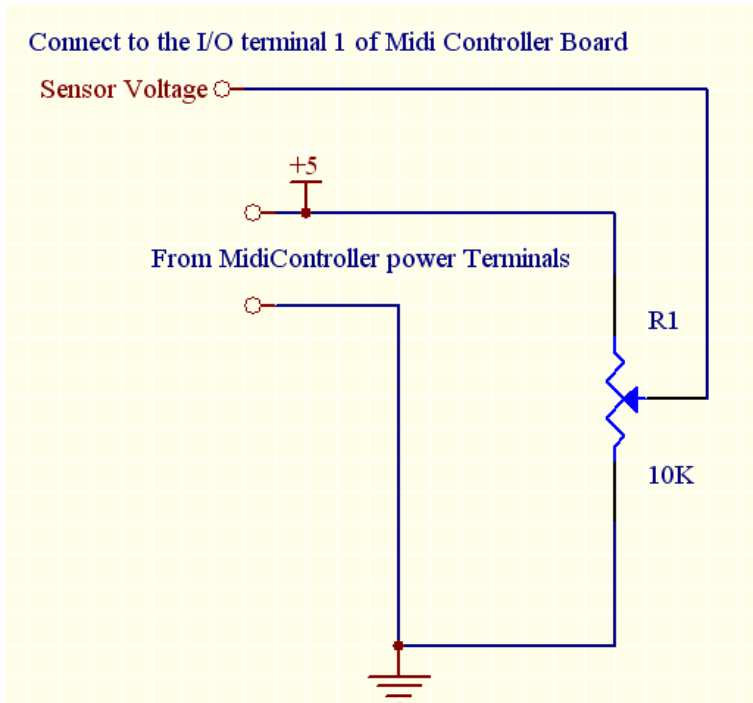 Connect to the I/O terminal 1 of Midi Controller Board
Sensor Voltage
+5
From MidiController power Terminals
R1
10K